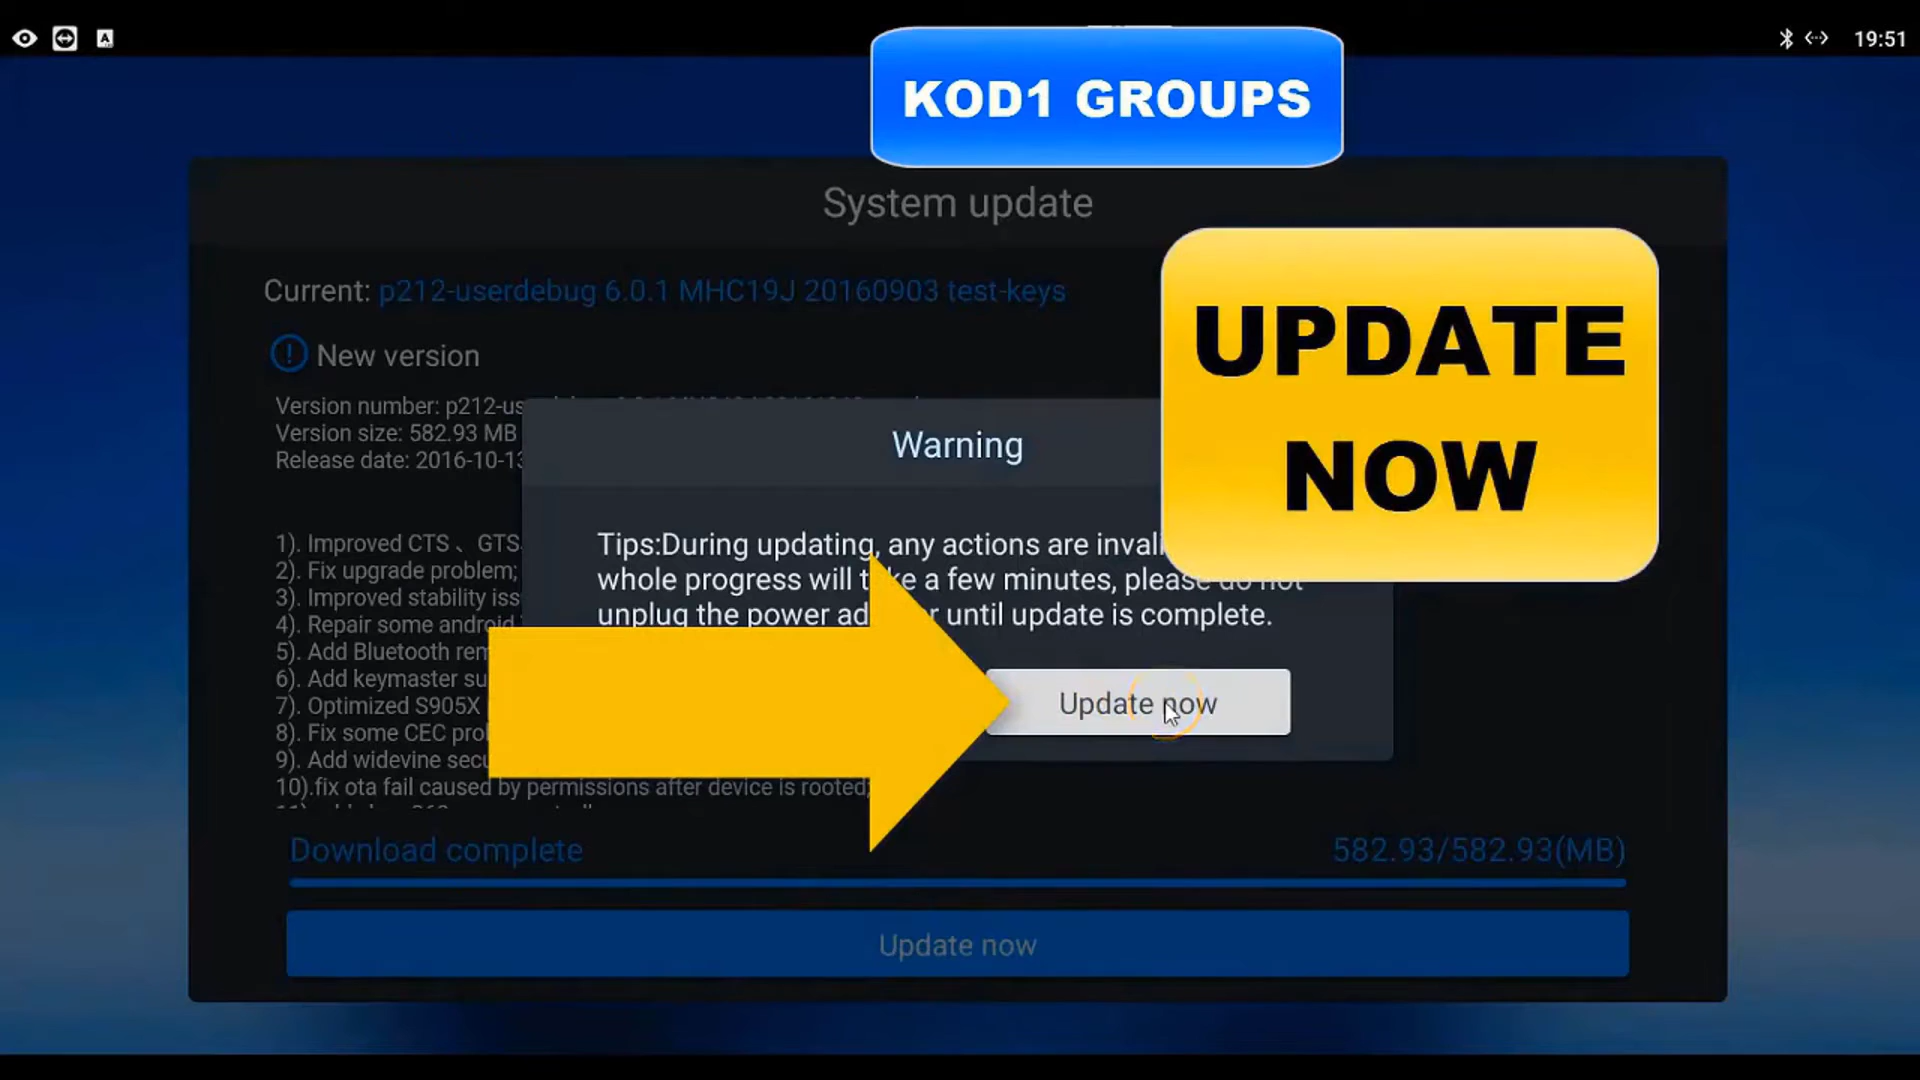 19:51
KOD1 GROUPS
System update
UPDATE
NOW
Current: p212-userdebug 6.0.1 MHC19J 20160903 test-keys
New version
Version number: p212-us
Version size: 582.93 MB
Release date: 2016-10-13
Warning
1). Improved CTS 、GTS
2). Fix upgrade problem;
3). Improved stability iss
4). Repair some android
5). Add Bluetooth rem
6). Add keymaster su
7). Optimized S905X
8). Fix some CEC pro
9). Add widevine secu
10).fix ota fail caused by permissions after device is rooted;
Tips:During updating, any actions are invali
whole progress will take a few minutes, please do not
unplug the power ad r until update is complete.
Update now
Download complete 582.93/582.93(MB)
Update now